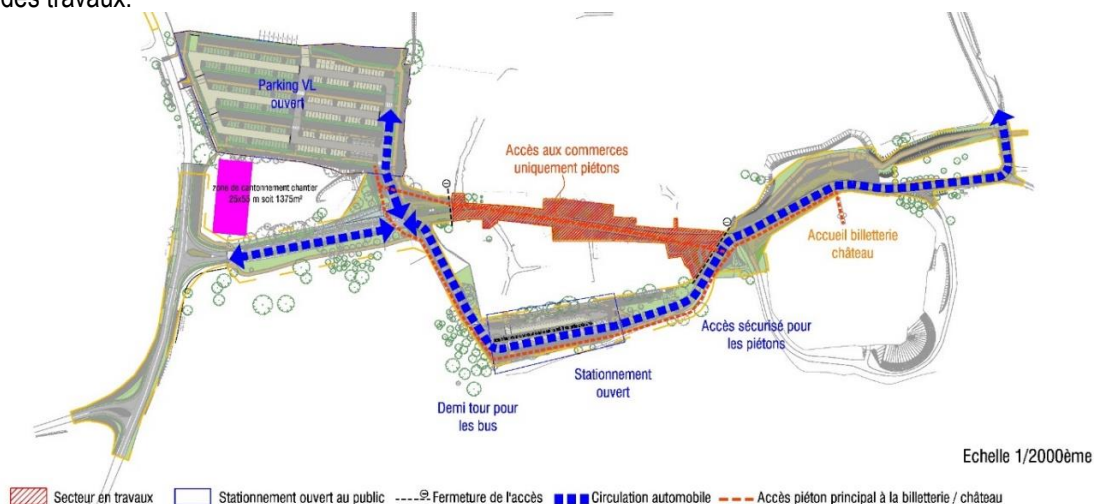 des travaux.
Parking VL
ouvert
zone de cantonnement chantier
25x55 m soit 1375m²
Accès aux commerces
uniquement piétons
Accueil billetterie
château
Accès sécurisé pour
les piétons
Stationnement
ouvert
Demi tour pour
les bus
Echelle 1/2000ème
Secteur en travaux Stationnement ouvert au public Fermeture de l'accès Circulation automobile Accès piéton principal à la billetterie / château